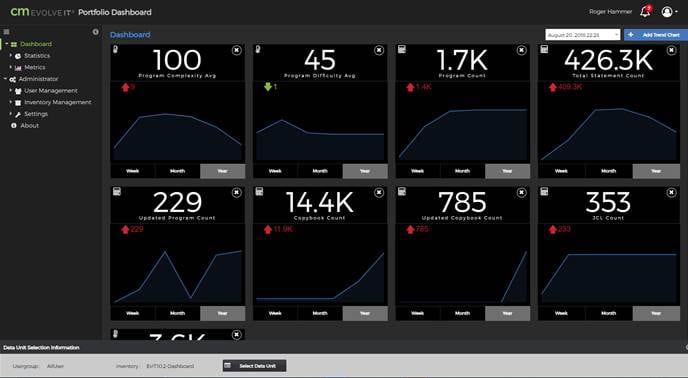 cm EVOLVE IT® Portfolio Dashboard
Roger Hammer
Dashboard
Statistics
Metrics
Administrator
User Management
Inventory Management
Settings
About
Dashboard
August 20, 2018 22:28
+ Add Trend Chart
100
Program Complexity Avg
9
Week Month Year
45
Program Difficulty Avg
1
Week Month Year
1.7K
Program Count
1.4K
Week Month Year
426.3K
Total Statement Count
409.3K
Week Month Year
229
Updated Program Count
229
Week Month Year
14.4K
Copybook Count
11.9K
Week Month Year
785
Updated Copybook Count
785
Week Month Year
353
JCL Count
233
Week Month Year
3.6K
Data Unit Selection Information
Usergroup : AllUser
Inventory : EVIT10.2-Dashboard
Select Data Unit